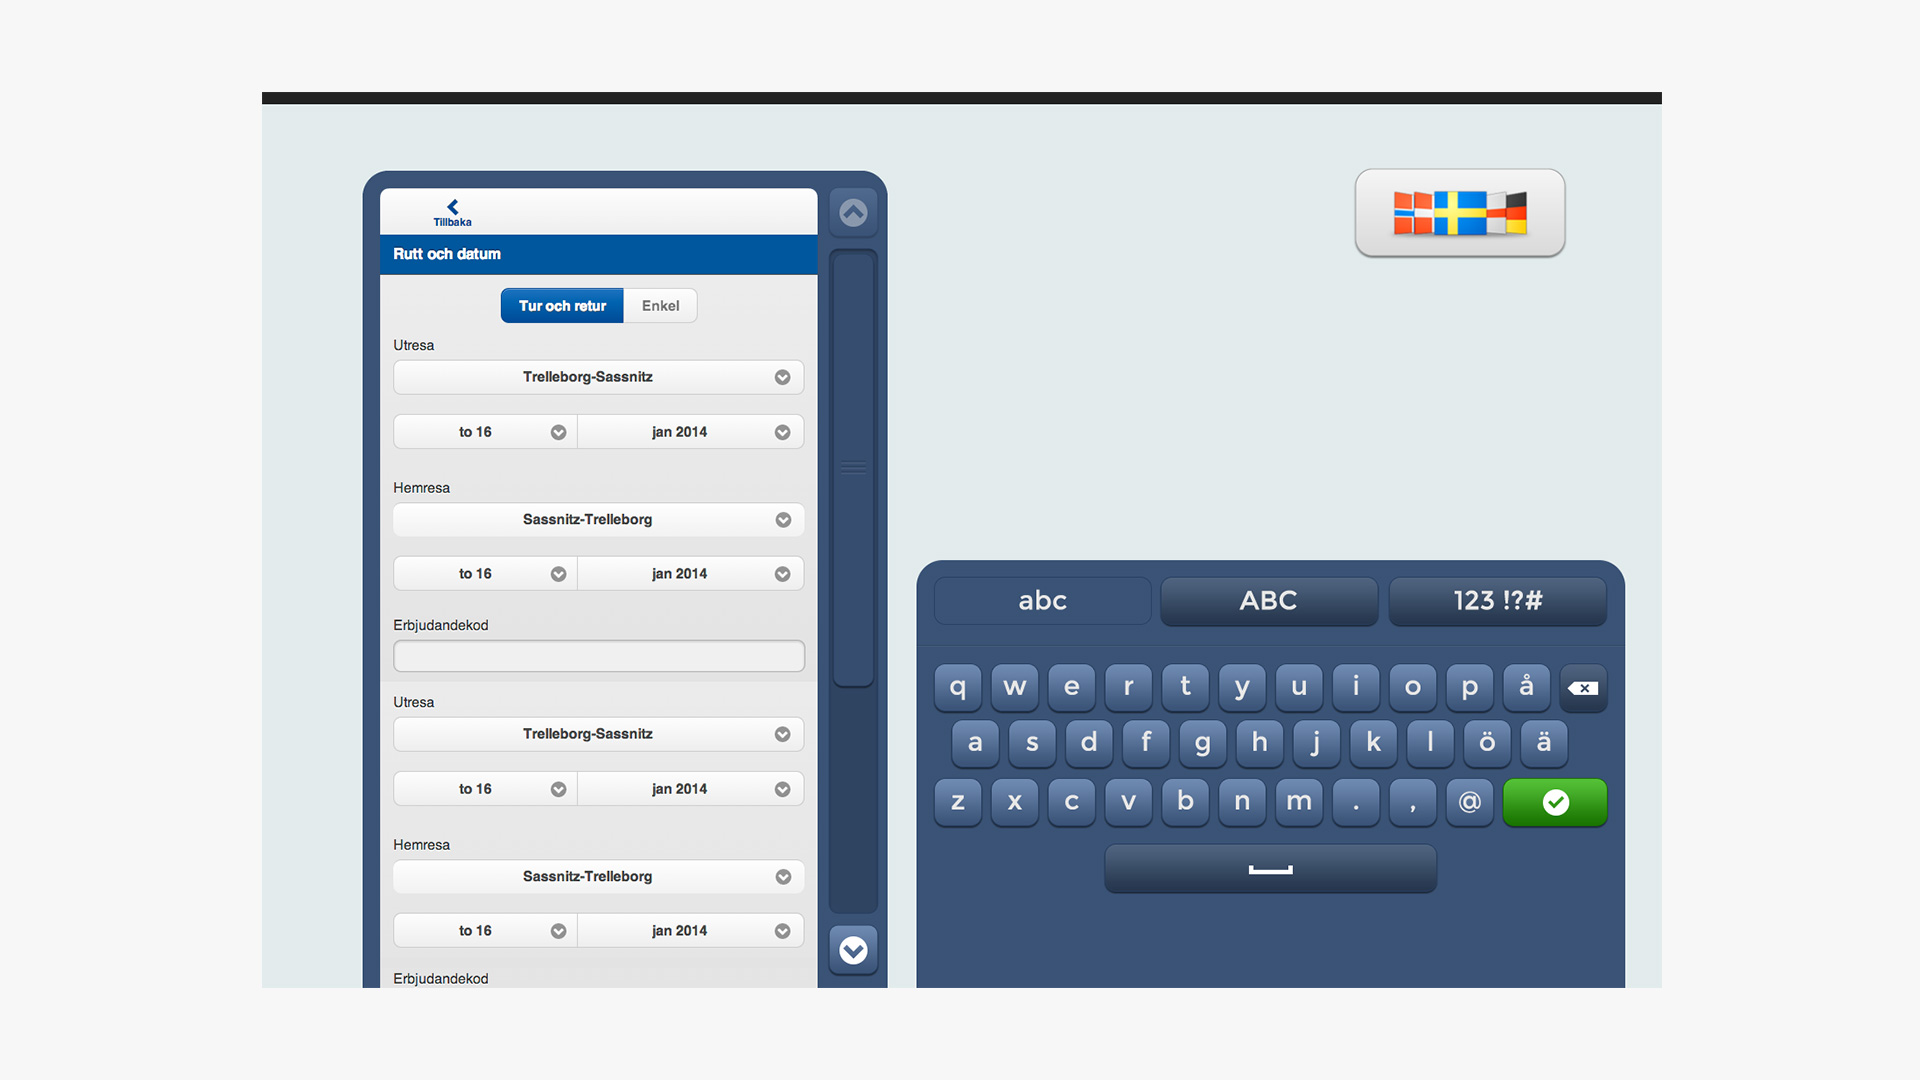 Tillbaka
Rutt och datum
Tur och retur Enkel
Utresa
Trelleborg-Sassnitz
to 16 jan 2014
Hemresa
Sassnitz-Trelleborg
to 16 jan 2014
Erbjudandekod
Utresa
Trelleborg-Sassnitz
to 16 jan 2014
Hemresa
Sassnitz-Trelleborg
to 16 jan 2014
Erbjudandekod
abc ABC 123 !?#
q w e r t y u i o p å
a s d f g h j k l ö ä
z x c v b n m . , @